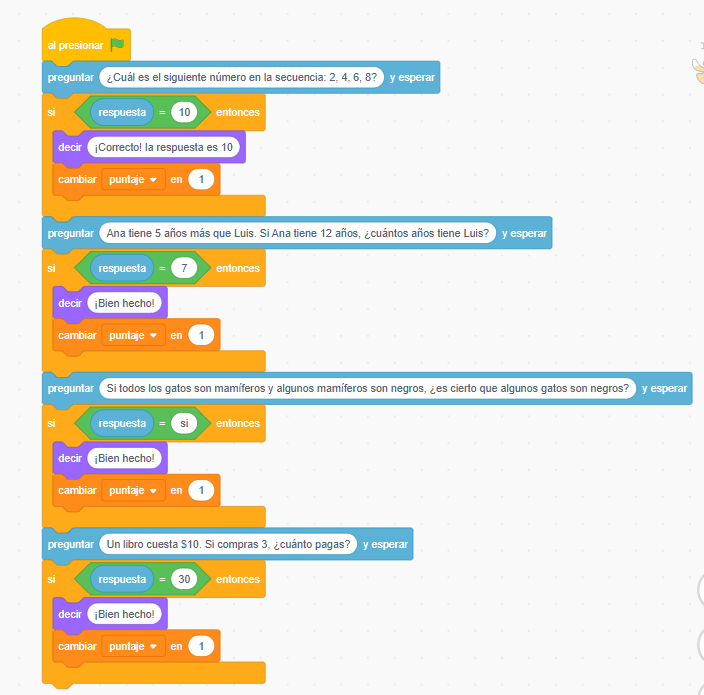 al presionar
preguntar ¿Cuál es el siguiente número en la secuencia: 2, 4, 6, 8? y esperar
si respuesta = 10 entonces
decir ¡Correcto! la respuesta es 10
cambiar puntaje en 1
preguntar Ana tiene 5 años más que Luis. Si Ana tiene 12 años, ¿cuántos años tiene Luis? y esperar
si respuesta = 7 entonces
decir ¡Bien hecho!
cambiar puntaje en 1
preguntar Si todos los gatos son mamíferos y algunos mamíferos son negros, ¿es cierto que algunos gatos son negros? y esperar
si respuesta = si entonces
decir ¡Bien hecho!
cambiar puntaje en 1
preguntar Un libro cuesta $10. Si compras 3, ¿cuánto pagas? y esperar
si respuesta = 30 entonces
decir ¡Bien hecho!
cambiar puntaje en 1